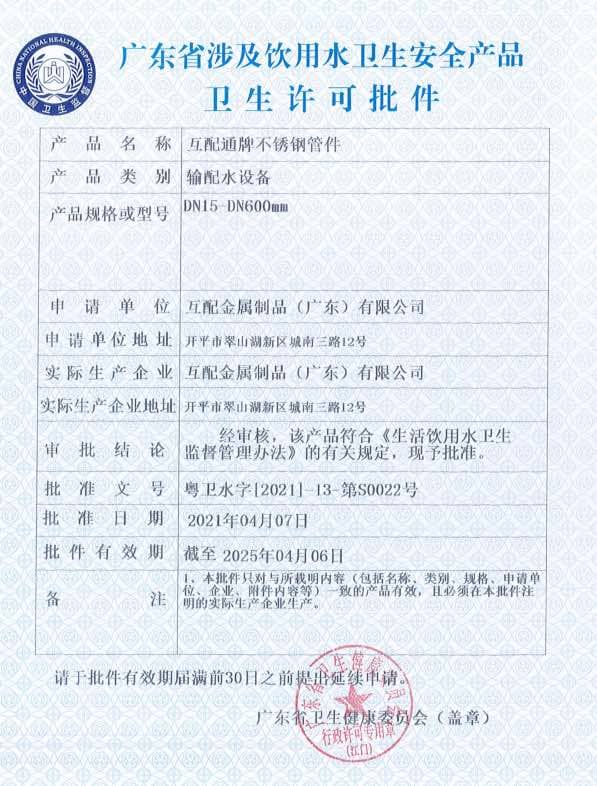 CHINA NATIONAL HEALTH INSPECTION
中国卫生监督
广东省涉及饮用水卫生安全产品
卫生许可批件
产品名称 互配通牌不锈钢管件
产品类别 输配水设备
产品规格或型号 DN15-DN600mm
申请单位 互配金属制品（广东）有限公司
申请单位地址 开平市翠山湖新区城南三路12号
实际生产企业 互配金属制品（广东）有限公司
实际生产企业地址 开平市翠山湖新区城南三路12号
审批结论 经审核，该产品符合《生活饮用水卫生
监督管理办法》的有关规定，现予批准。
批准文号 粤卫水字[2021]-13-第S0022号
批准日期 2021年04月07日
批件有效期 截至 2025年04月06日
备注 1、本批件只对与所载明内容（包括名称、类别、规格、申请单
位、企业、附件内容等）一致的产品有效，且必须在本批件注
明的实际生产企业生产。
请于批件有效期届满前30日之前提出延续申请。
广东省卫生健康委员会（盖章）
广东省卫生健康委员会
行政许可专用章
(江门)